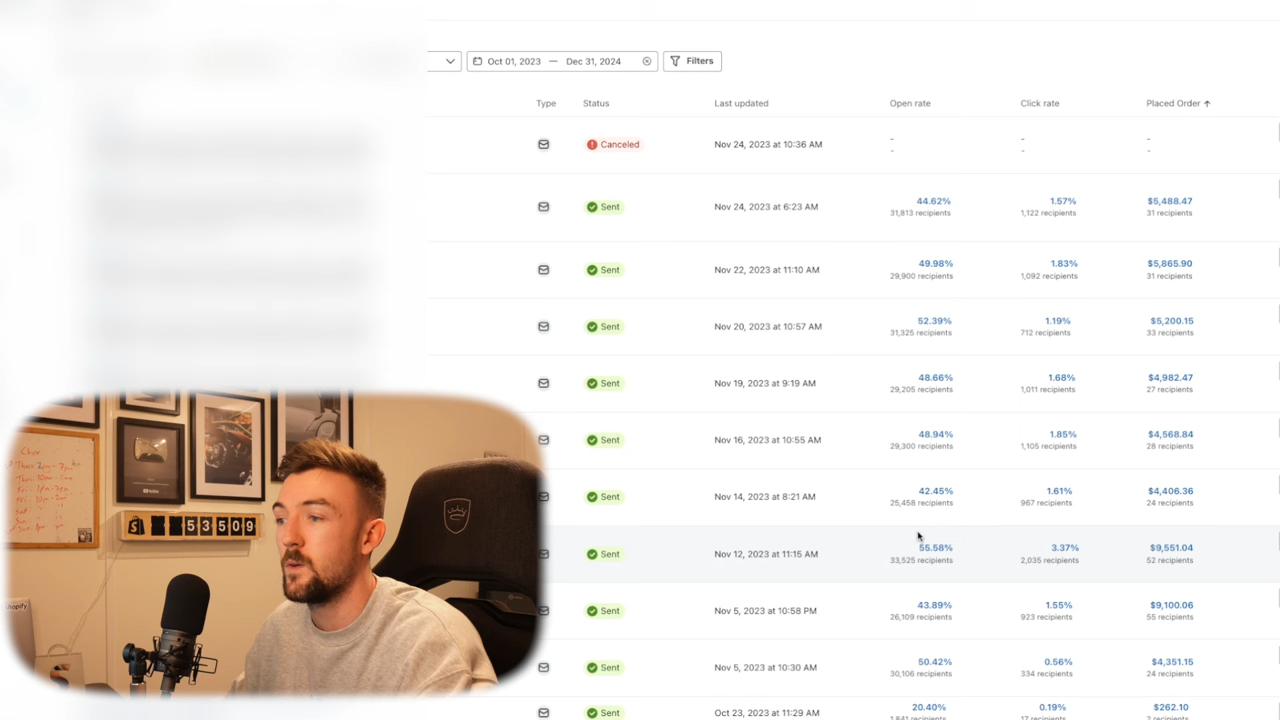 Oct 01, 2023 — Dec 31, 2024 Filters
Type Status Last updated Open rate Click rate Placed Order
Canceled Nov 24, 2023 at 10:36 AM - - -
- - -
Sent Nov 24, 2023 at 6:23 AM 44.62% 1.57% $5,488.47
31,813 recipients 1,122 recipients 31 recipients
Sent Nov 22, 2023 at 11:10 AM 49.98% 1.83% $5,865.90
29,900 recipients 1,092 recipients 31 recipients
Sent Nov 20, 2023 at 10:57 AM 52.39% 1.19% $5,200.15
31,325 recipients 712 recipients 33 recipients
Sent Nov 19, 2023 at 9:19 AM 48.66% 1.68% $4,982.47
29,205 recipients 1,011 recipients 27 recipients
Sent Nov 16, 2023 at 10:55 AM 48.94% 1.85% $4,568.84
29,300 recipients 1,105 recipients 28 recipients
Sent Nov 14, 2023 at 8:21 AM 42.45% 1.61% $4,406.36
25,458 recipients 967 recipients 24 recipients
Sent Nov 12, 2023 at 11:15 AM 55.58% 3.37% $9,551.04
33,525 recipients 2,035 recipients 52 recipients
Sent Nov 5, 2023 at 10:58 PM 43.89% 1.55% $9,100.06
26,109 recipients 923 recipients 55 recipients
Sent Nov 5, 2023 at 10:30 AM 50.42% 0.56% $4,351.15
30,106 recipients 334 recipients 24 recipients
Sent Oct 23, 2023 at 11:29 AM 20.40% 0.19% $262.10
1,841 recipients 17 recipients 2 recipients
53509
shopify